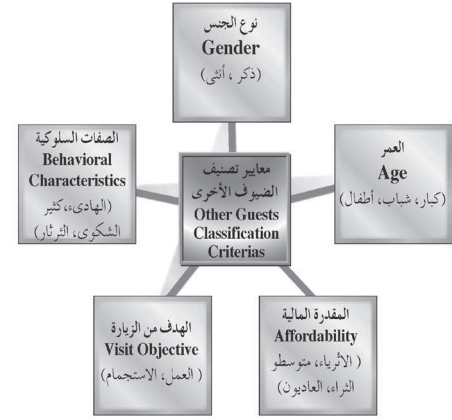 نوع الجنس
Gender
(ذكر ، أنثى)
الصفات السلوكية
Behavioral
Characteristics
(الهادىء، كثير
الشكوى، الثرثار)
معايير تصنيف
الضيوف الأخرى
Other Guests
Classification
Criterias
العمر
Age
(كبار، شباب، أطفال)
الهدف من الزيارة
Visit Objective
( العمل، الاستجمام)
المقدرة المالية
Affordability
( الأثرياء، متوسطو
الثراء، العاديون)